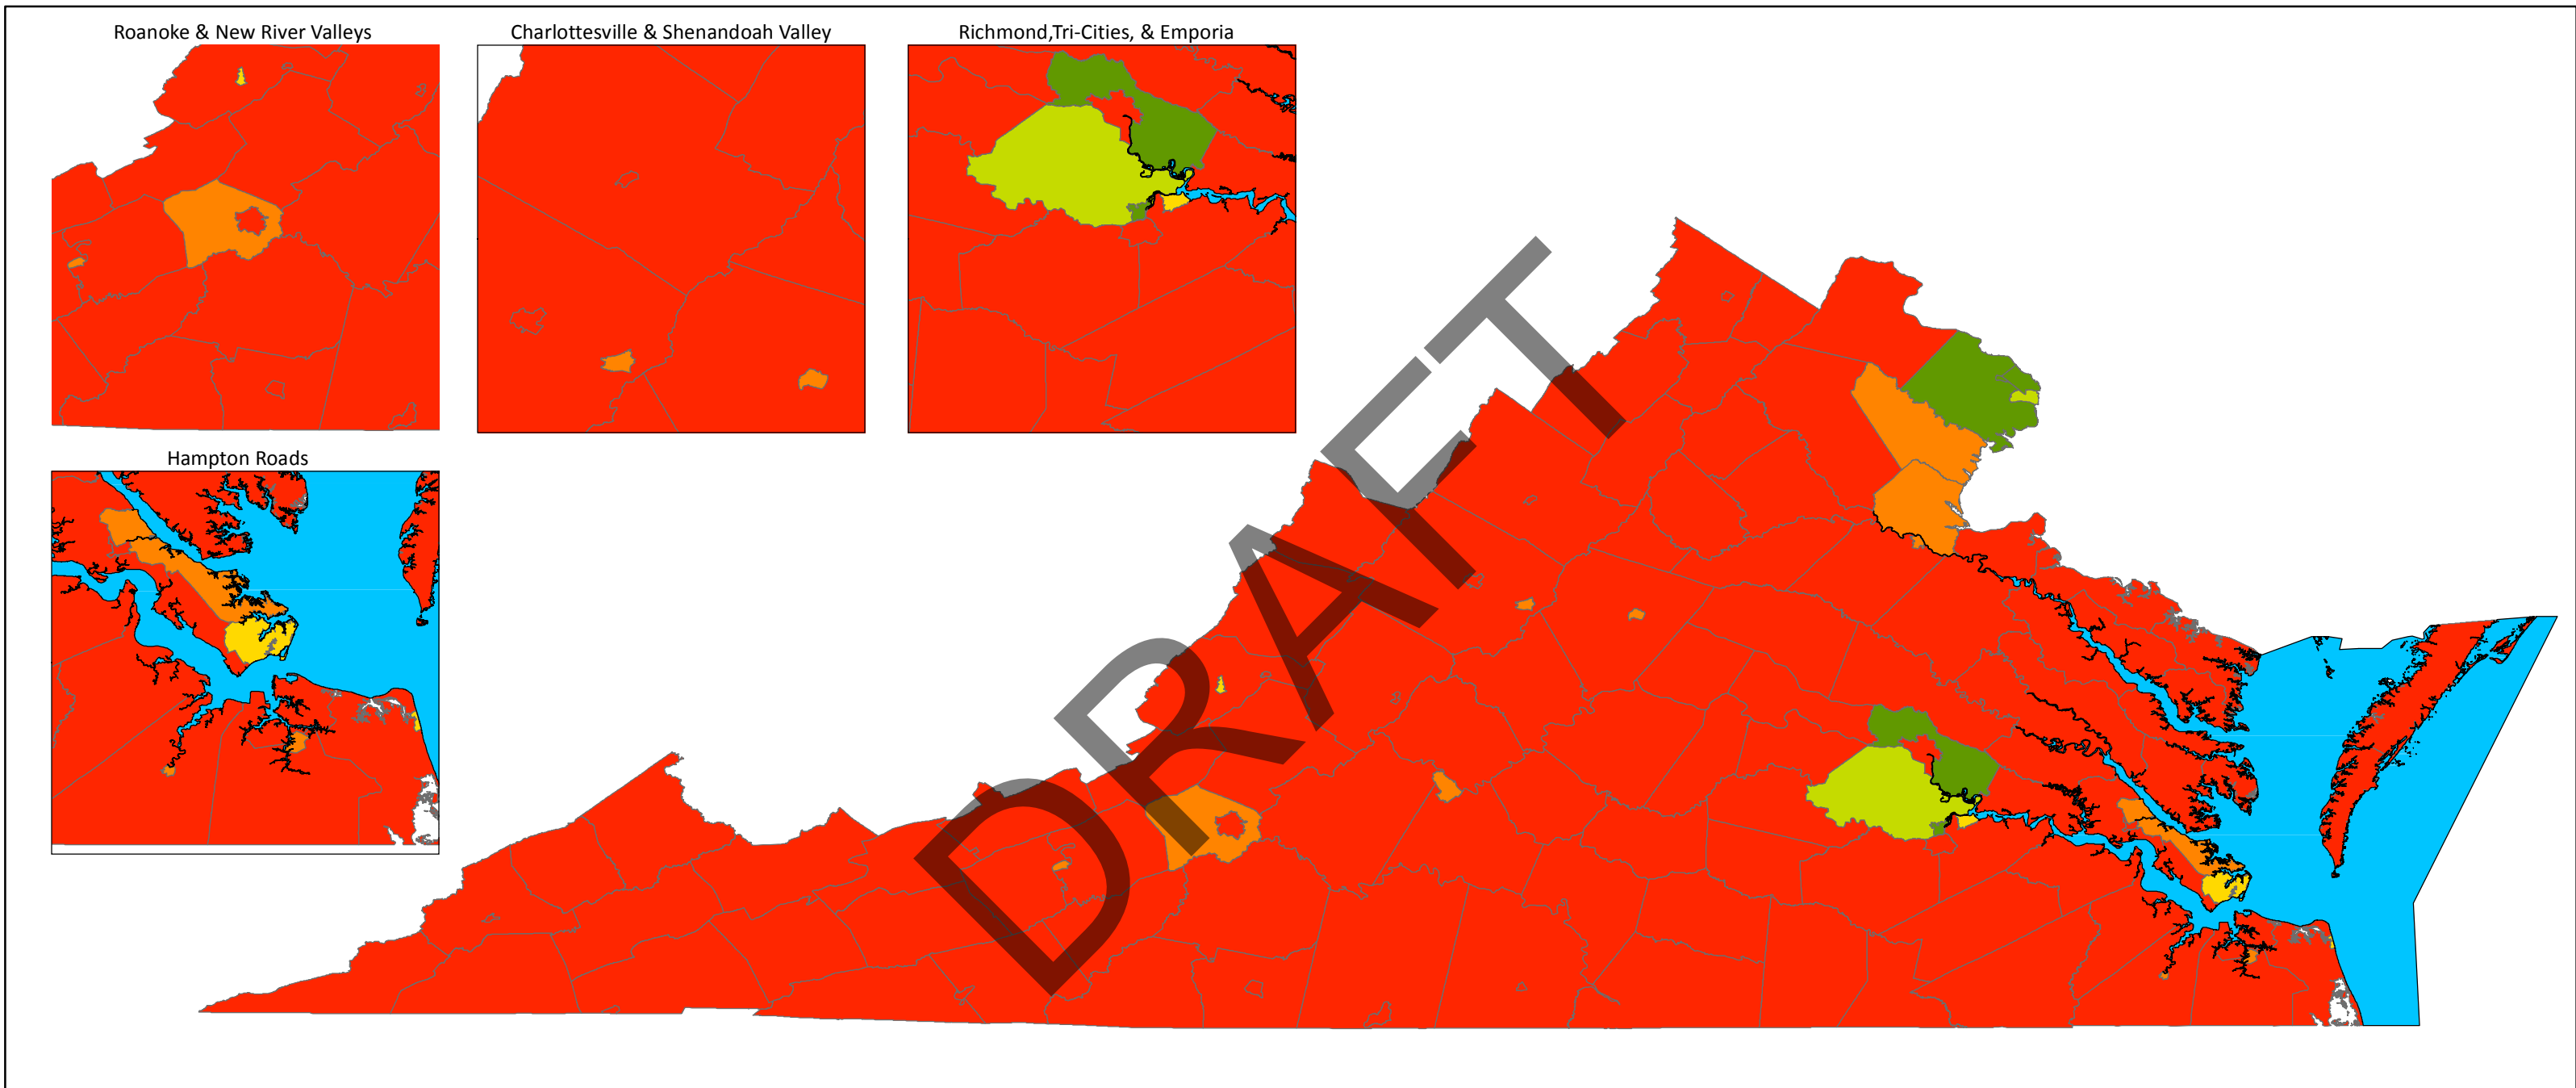 Roanoke & New River Valleys
Charlottesville & Shenandoah Valley
Richmond,Tri-Cities, & Emporia
Hampton Roads
DRAFT